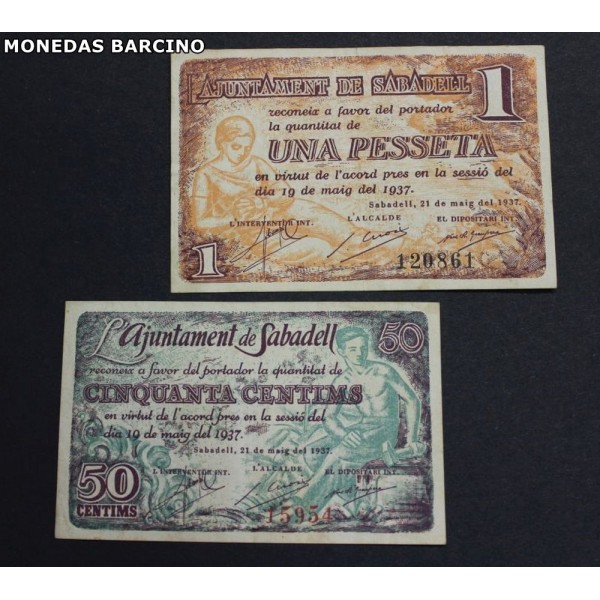 MONEDAS BARCINO
AJUNTAMENT DE SABADELL
1
reconeix a favor del portador
la quantitat de
UNA PESSETA
en virtut de l'acord pres en la sessió del
dia 19 de maig del 1937.
Sabadell, 21 de maig del 1937.
L'INTERVENTOR INT. L'ALCALDE EL DIPOSITARI INT.
1
120861
L'Ajuntament de Sabadell 50
reconeix a favor del portador la quantitat de
CINQUANTA CENTIMS
en virtut de l'acord pres en la sessió del
dia 19 de maig del 1937.
Sabadell, 21 de maig del 1937.
L'INTERVENTOR INT. L'ALCALDE EL DIPOSITARI INT.
50
CENTIMS
15954